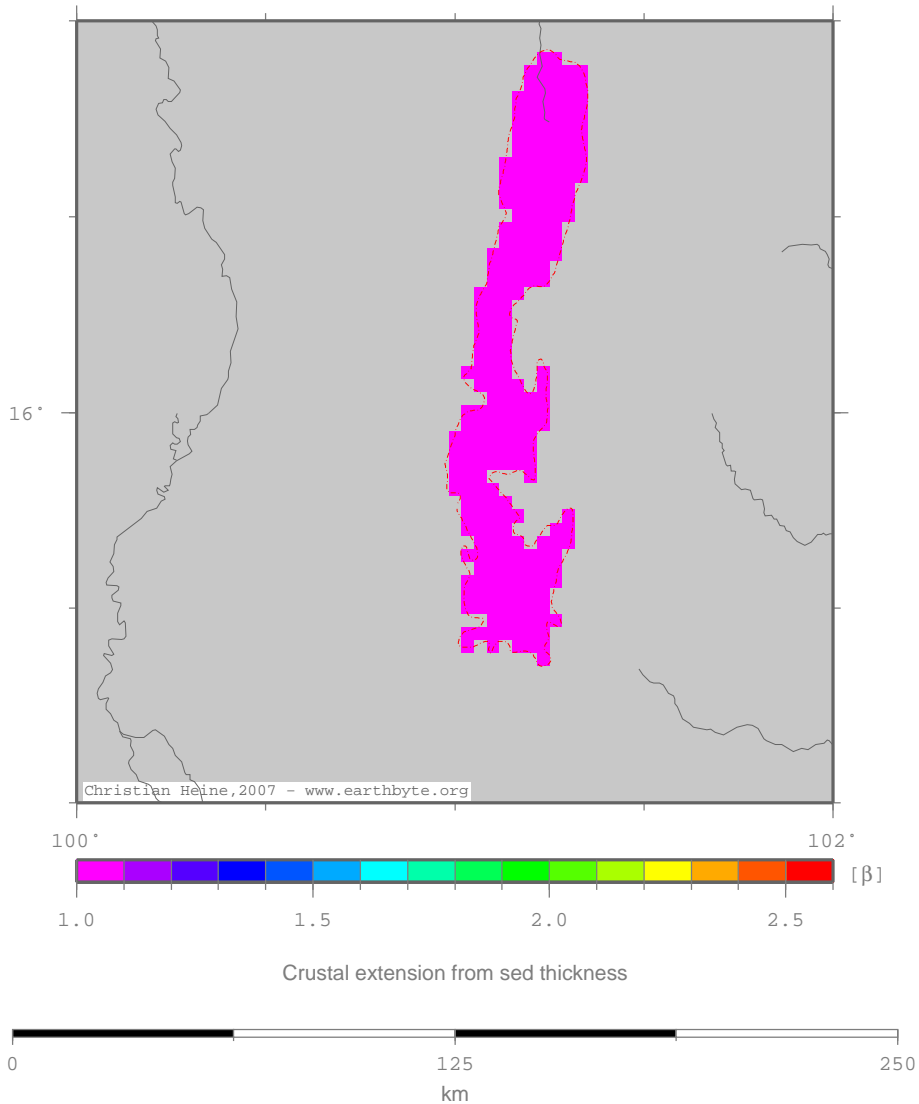 16°
Christian Heine,2007 - www.earthbyte.org
100° 102°
[β]
1.0 1.5 2.0 2.5
Crustal extension from sed thickness
0 125 250
km